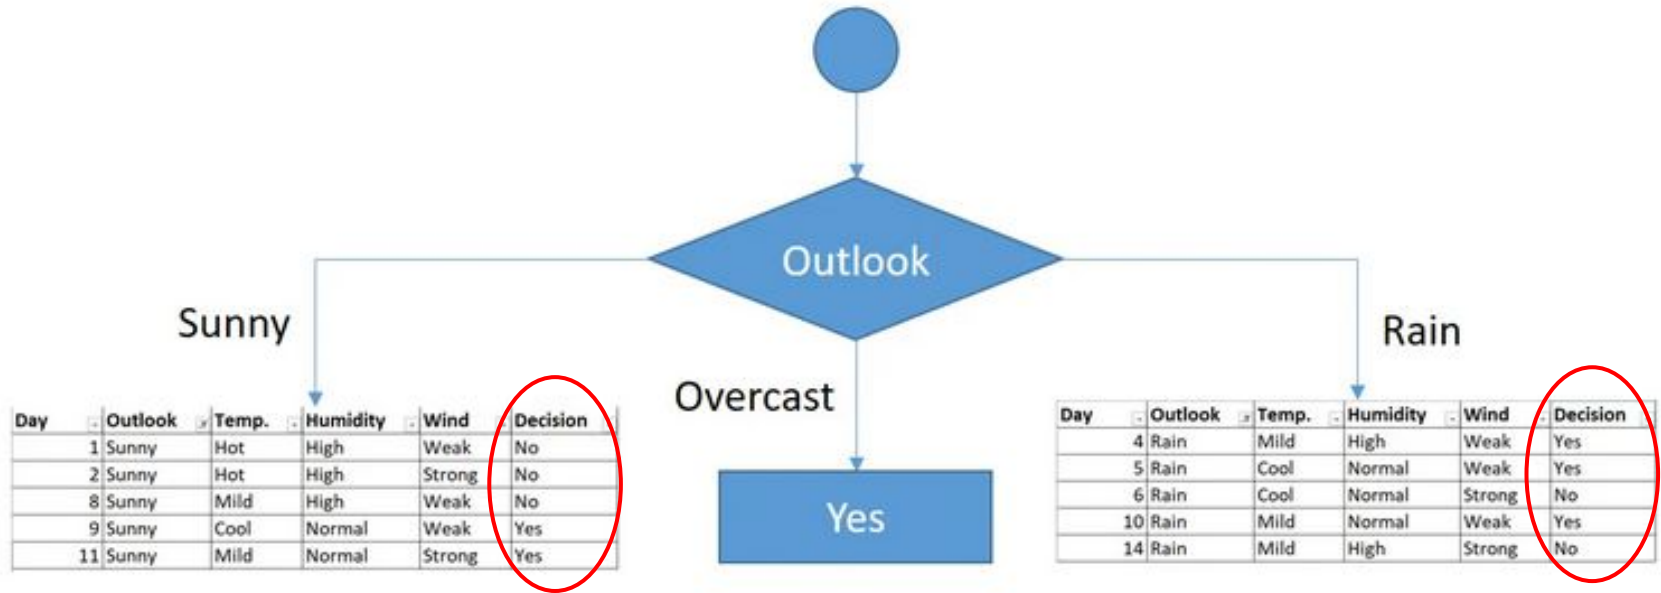 Outlook
Sunny
Rain
Overcast
Yes
Day Outlook Temp. Humidity Wind Decision
1 Sunny Hot High Weak No
2 Sunny Hot High Strong No
8 Sunny Mild High Weak No
9 Sunny Cool Normal Weak Yes
11 Sunny Mild Normal Strong Yes
Day Outlook Temp. Humidity Wind Decision
4 Rain Mild High Weak Yes
5 Rain Cool Normal Weak Yes
6 Rain Cool Normal Strong No
10 Rain Mild Normal Weak Yes
14 Rain Mild High Strong No